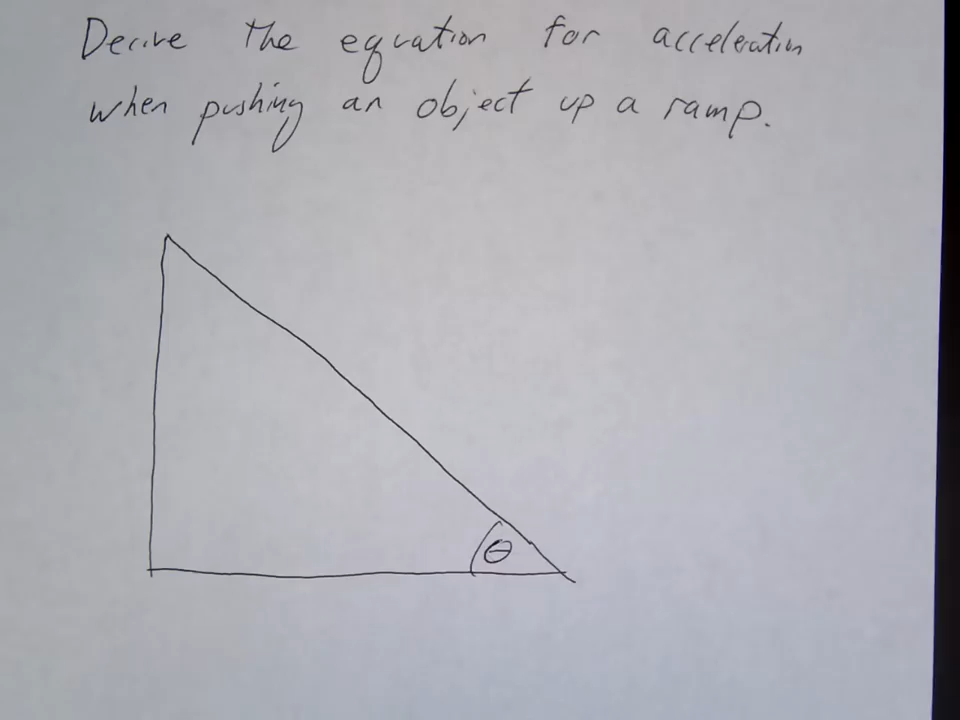 Derive the equation for acceleration
when pushing an object up a ramp.
θ